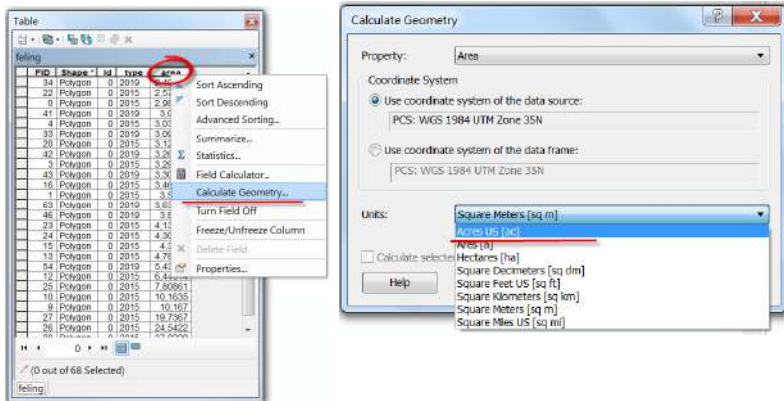 Table
feling
FID Shape * Id type area
34 Polygon 0 2019
22 Polygon 0 2015
0 Polygon 0 2015
41 Polygon 0 2019
4 Polygon 0 2015
33 Polygon 0 2019
20 Polygon 0 2015
42 Polygon 0 2019
3 Polygon 0 2015
43 Polygon 0 2019
16 Polygon 0 2015
1 Polygon 0 2015
63 Polygon 0 2019
46 Polygon 0 2019
23 Polygon 0 2015
24 Polygon 0 2015
15 Polygon 0 2015
13 Polygon 0 2015
54 Polygon 0 2019
12 Polygon 0 2015
25 Polygon 0 2015 7,80861
10 Polygon 0 2015 10,1635
9 Polygon 0 2015 10,167
27 Polygon 0 2015 19,7367
26 Polygon 0 2015 24,5422
Sort Ascending
Sort Descending
Advanced Sorting...
Summarize...
Σ Statistics...
Field Calculator...
Calculate Geometry...
Turn Field Off
Freeze/Unfreeze Column
Delete Field
Properties...
0
(0 out of 68 Selected)
feling
Calculate Geometry
Property: Area
Coordinate System
Use coordinate system of the data source:
PCS: WGS 1984 UTM Zone 35N
Use coordinate system of the data frame:
PCS: WGS 1984 UTM Zone 35N
Units: Square Meters [sq m]
Acres US [ac]
Ares [a]
Calculate selected
Hectares [ha]
Square Decimeters [sq dm]
Help
Square Feet US [sq ft]
Square Kilometers [sq km]
Square Meters [sq m]
Square Miles US [sq mi]